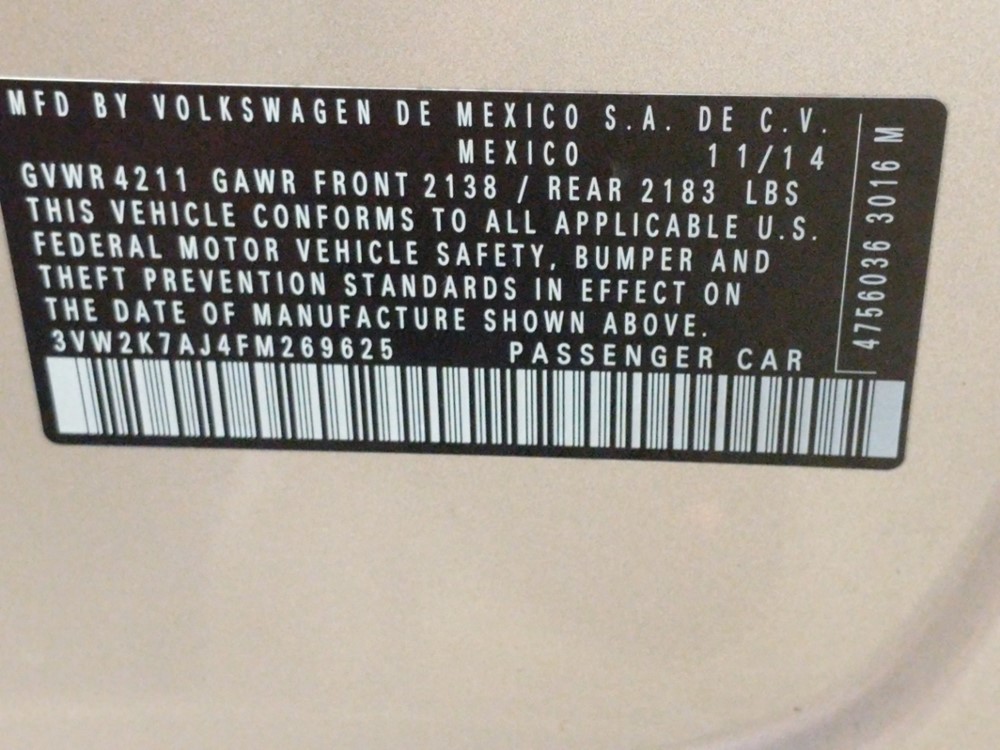 MFD BY VOLKSWAGEN DE MEXICO S.A. DE C.V.
MEXICO 11/14
GVWR 4211 GAWR FRONT 2138 / REAR 2183 LBS
THIS VEHICLE CONFORMS TO ALL APPLICABLE U.S.
FEDERAL MOTOR VEHICLE SAFETY, BUMPER AND
THEFT PREVENTION STANDARDS IN EFFECT ON
THE DATE OF MANUFACTURE SHOWN ABOVE.
3VW2K7AJ4FM269625 PASSENGER CAR
4756036 3016 M